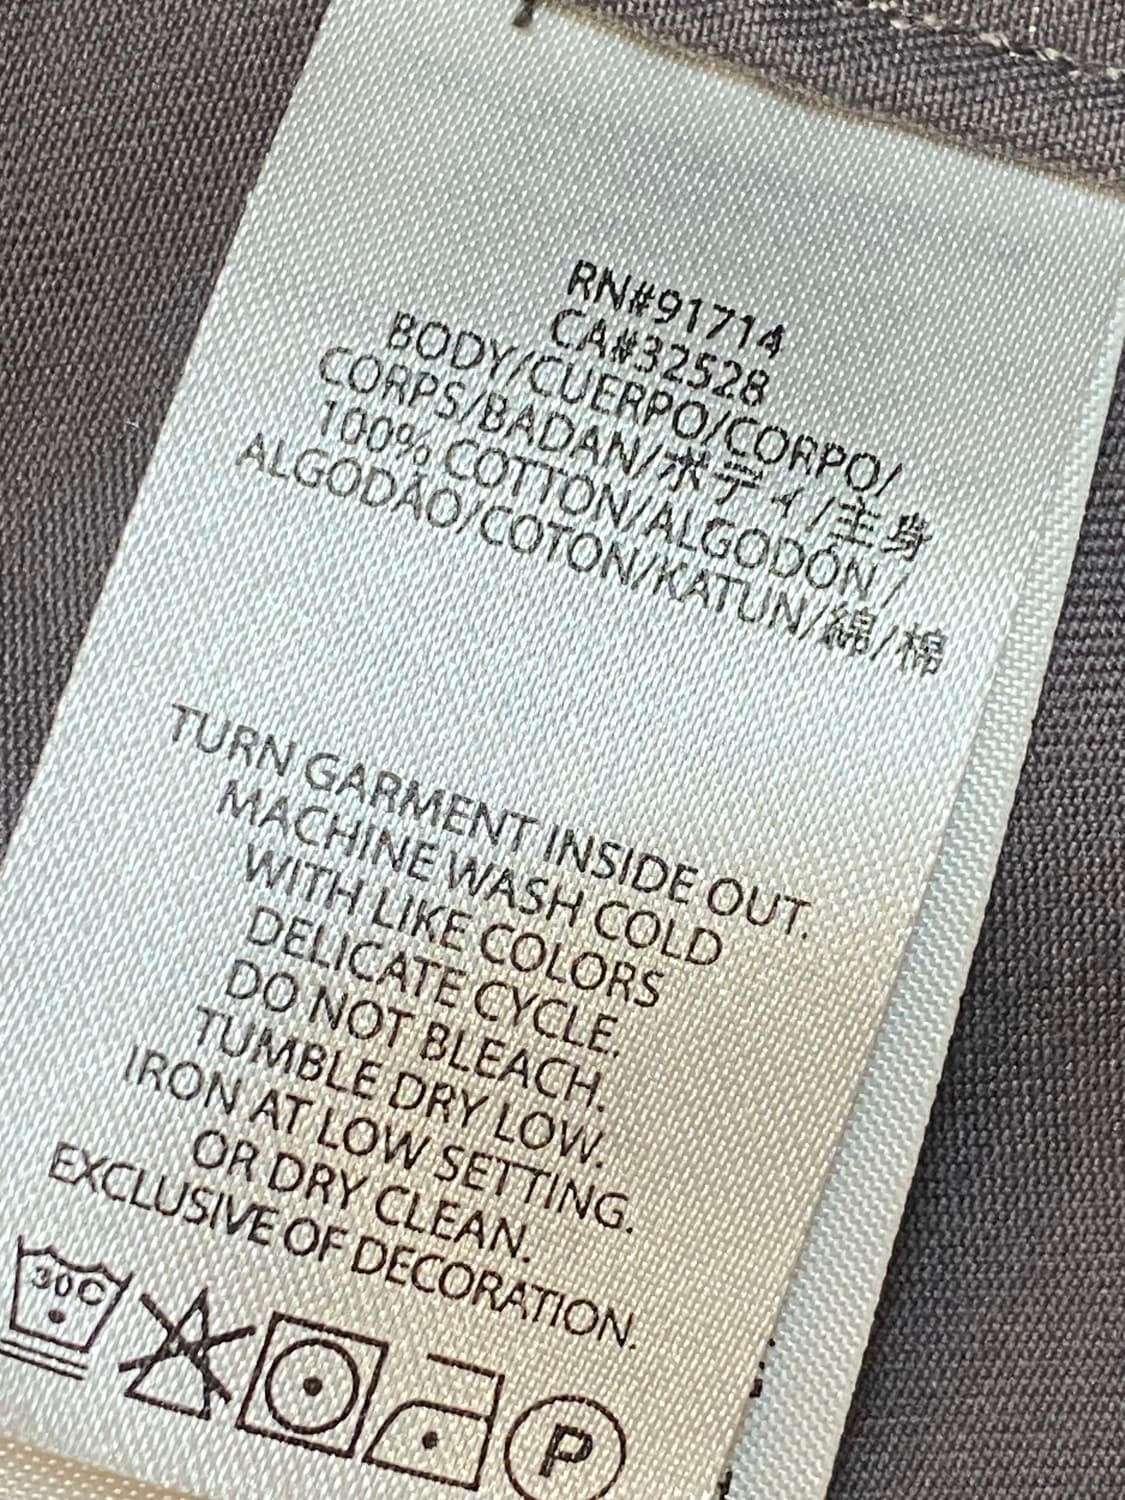 RN#91714
CA#32528
BODY/CUERPO/CORPO/
CORPS/BADAN/ボディ/主身
100% COTTON/ALGODÓN /
ALGODÃO/COTON/KATUN/綿/棉
TURN GARMENT INSIDE OUT.
MACHINE WASH COLD
WITH LIKE COLORS
DELICATE CYCLE.
DO NOT BLEACH.
TUMBLE DRY LOW.
IRON AT LOW SETTING.
OR DRY CLEAN.
EXCLUSIVE OF DECORATION.
30C
P